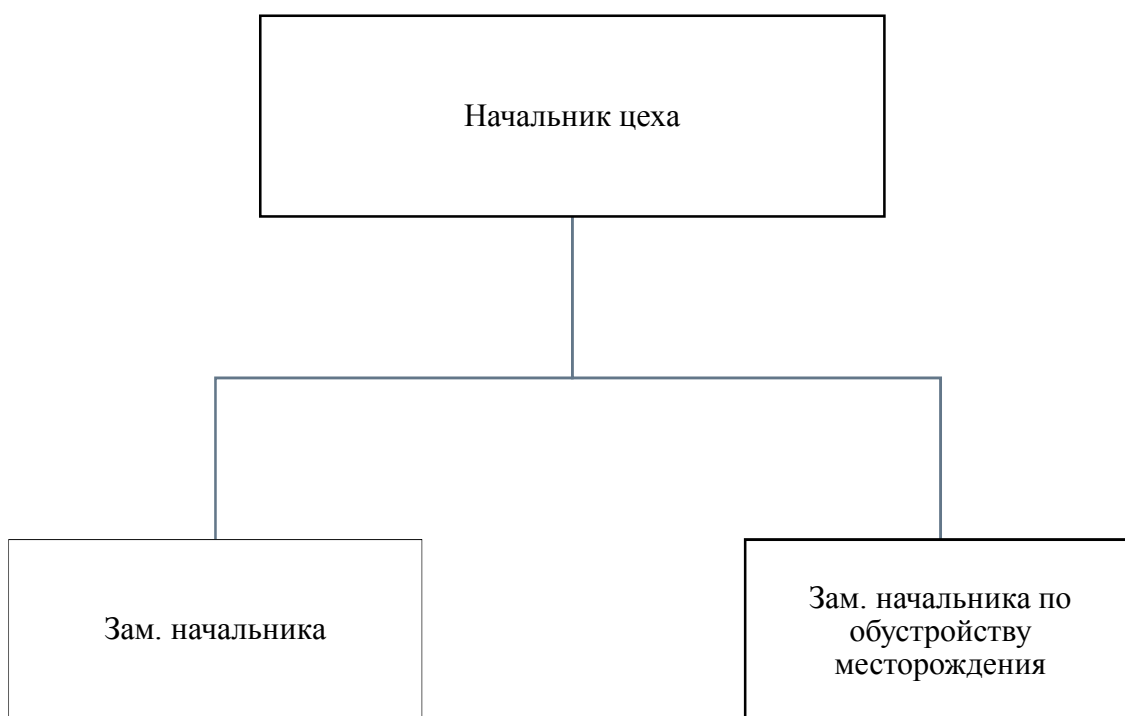 Начальник цеха
Зам. начальника
Зам. начальника по
обустройству
месторождения